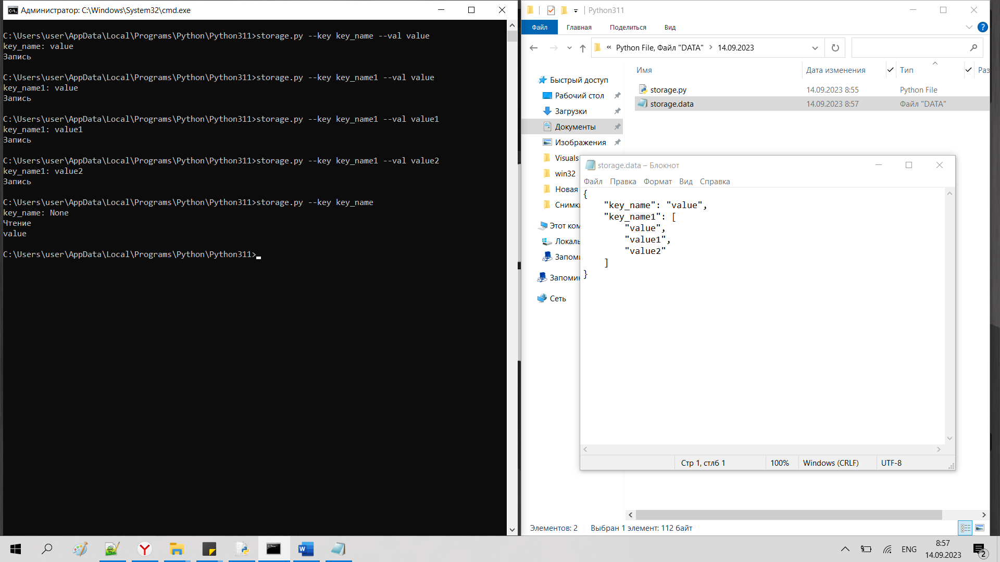 Администратор: C:\Windows\System32\cmd.exe
C:\Users\user\AppData\Local\Programs\Python\Python311>storage.py --key key_name --val value
key_name: value
Запись
C:\Users\user\AppData\Local\Programs\Python\Python311>storage.py --key key_name1 --val value
key_name1: value
Запись
C:\Users\user\AppData\Local\Programs\Python\Python311>storage.py --key key_name1 --val value1
key_name1: value1
Запись
C:\Users\user\AppData\Local\Programs\Python\Python311>storage.py --key key_name1 --val value2
key_name1: value2
Запись
C:\Users\user\AppData\Local\Programs\Python\Python311>storage.py --key key_name
key_name: None
Чтение
value
C:\Users\user\AppData\Local\Programs\Python\Python311>
Python311
Файл Главная Поделиться Вид
« Python File, Файл "DATA" > 14.09.2023
Имя Дата изменения Тип Раз
storage.py 14.09.2023 8:55 Python File
storage.data 14.09.2023 8:57 Файл "DATA"
Быстрый доступ
Рабочий стол
Загрузки
Документы
Изображения
Visuals
win32
Новая
Снимки
Этот ком
Локаль
Запоми
Запомин
Сеть
storage.data – Блокнот
Файл Правка Формат Вид Справка
{
"key_name": "value",
"key_name1": [
"value",
"value1",
"value2"
]
}
Стр 1, стлб 1 100% Windows (CRLF) UTF-8
Элементов: 2 Выбран 1 элемент: 112 байт
ENG
8:57
14.09.2023
2